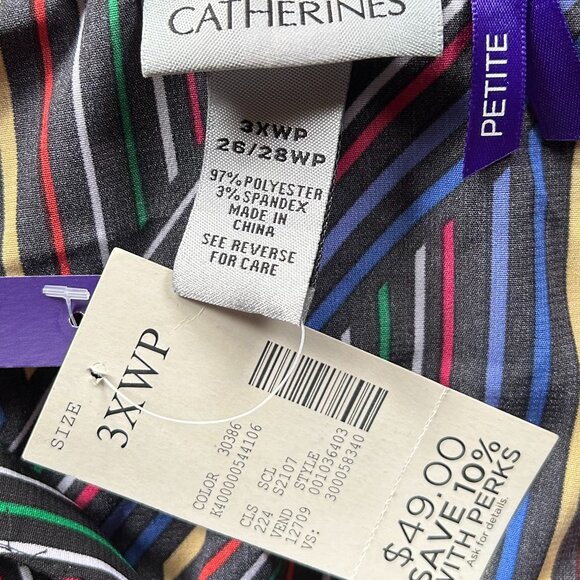 CATHERINES
PETITE
3XWP
26/28WP
97% POLYESTER
3% SPANDEX
MADE IN
CHINA
SEE REVERSE
FOR CARE
SIZE
3XWP
COLOR 30386
K400000544106
CLS SCL STYLE
224 S2107 001036403
VEND 300058340
12709
VS:
$49.00
SAVE 10%
WITH PERKS
Ask for details.